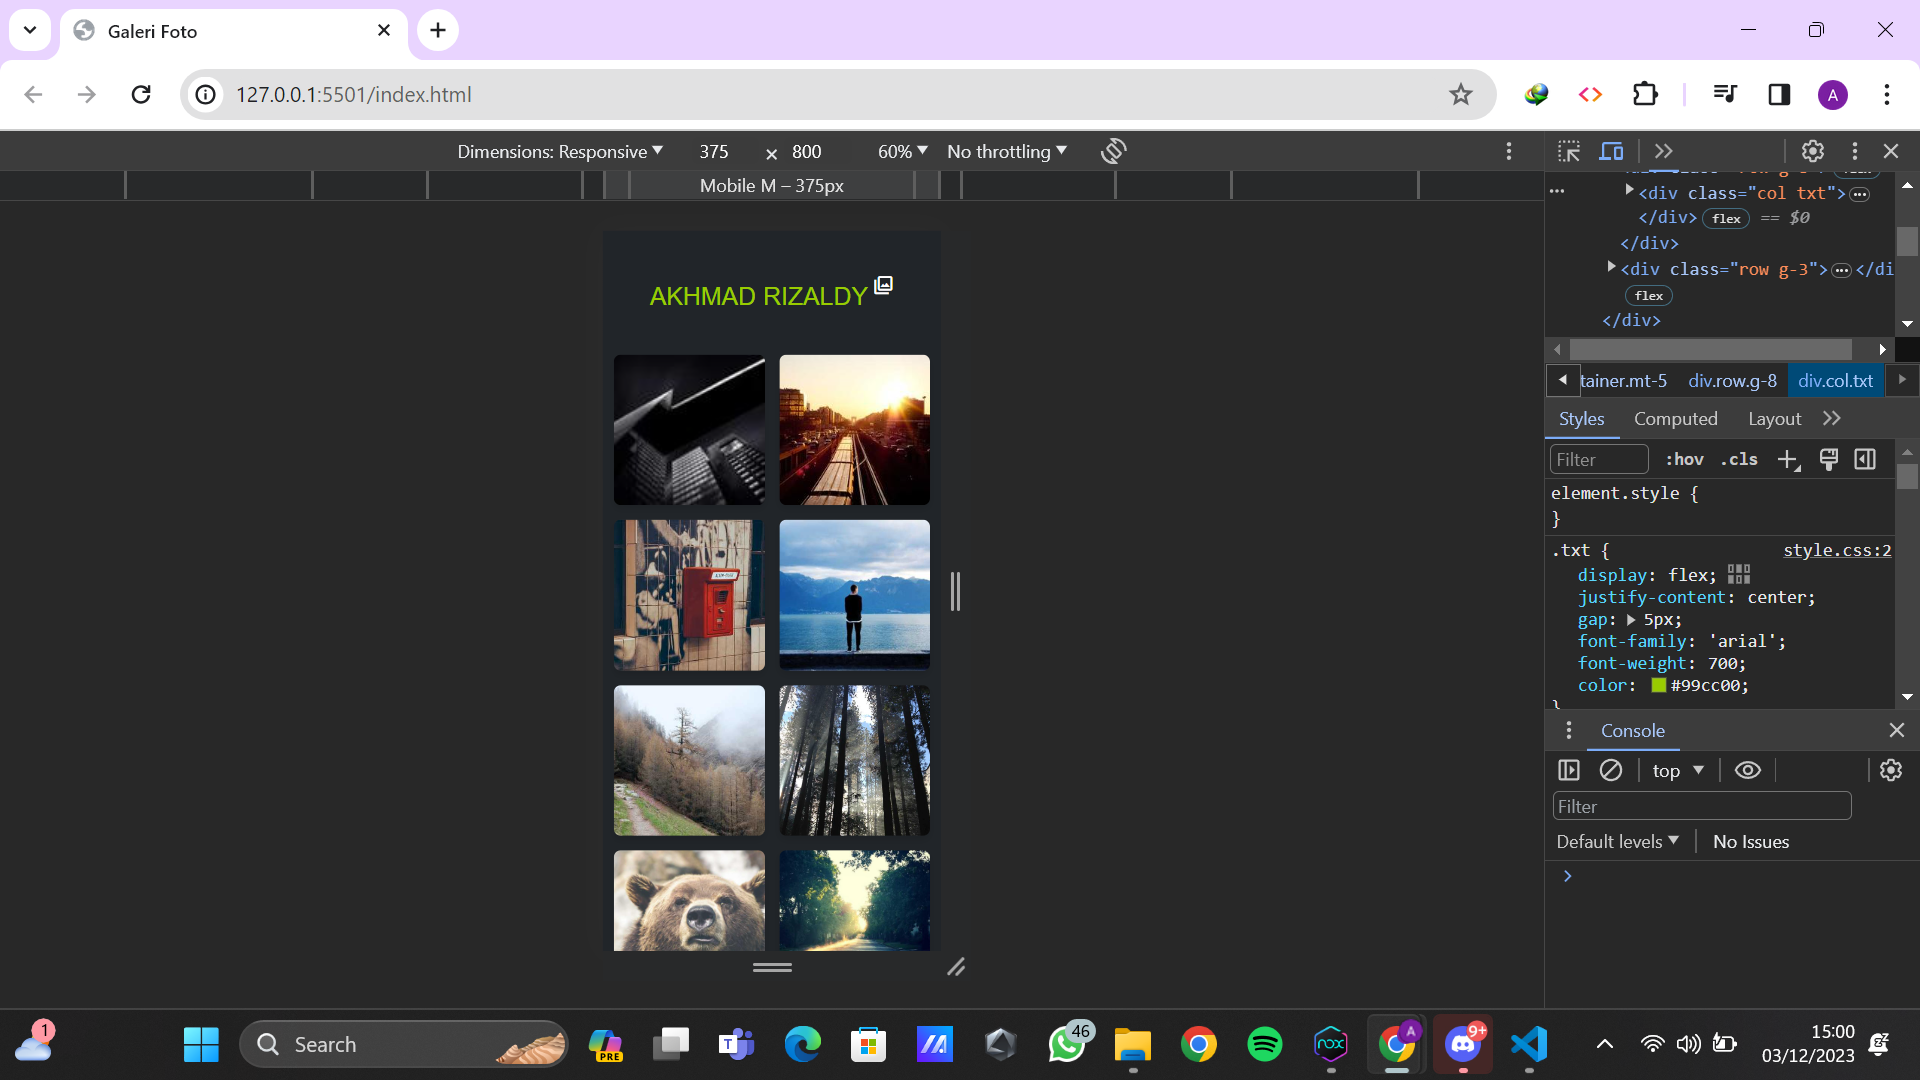 Galeri Foto
127.0.0.1:5501/index.html
A
Dimensions: Responsive 375 × 800 60% No throttling
Mobile M – 375px
AKHMAD RIZALDY
<div class="col txt">
</div> flex == $0
</div>
<div class="row g-3"> </di
flex
</div>
tainer.mt-5 div.row.g-8 div.col.txt
Styles Computed Layout
Filter :hov .cls
element.style {
}
.txt { style.css:2
display: flex;
justify-content: center;
gap: 5px;
font-family: 'arial';
font-weight: 700;
color: #99cc00;
}
Console
top
Filter
Default levels No Issues
1
Search
PRE
T
46
nox
A
9+
15:00
03/12/2023